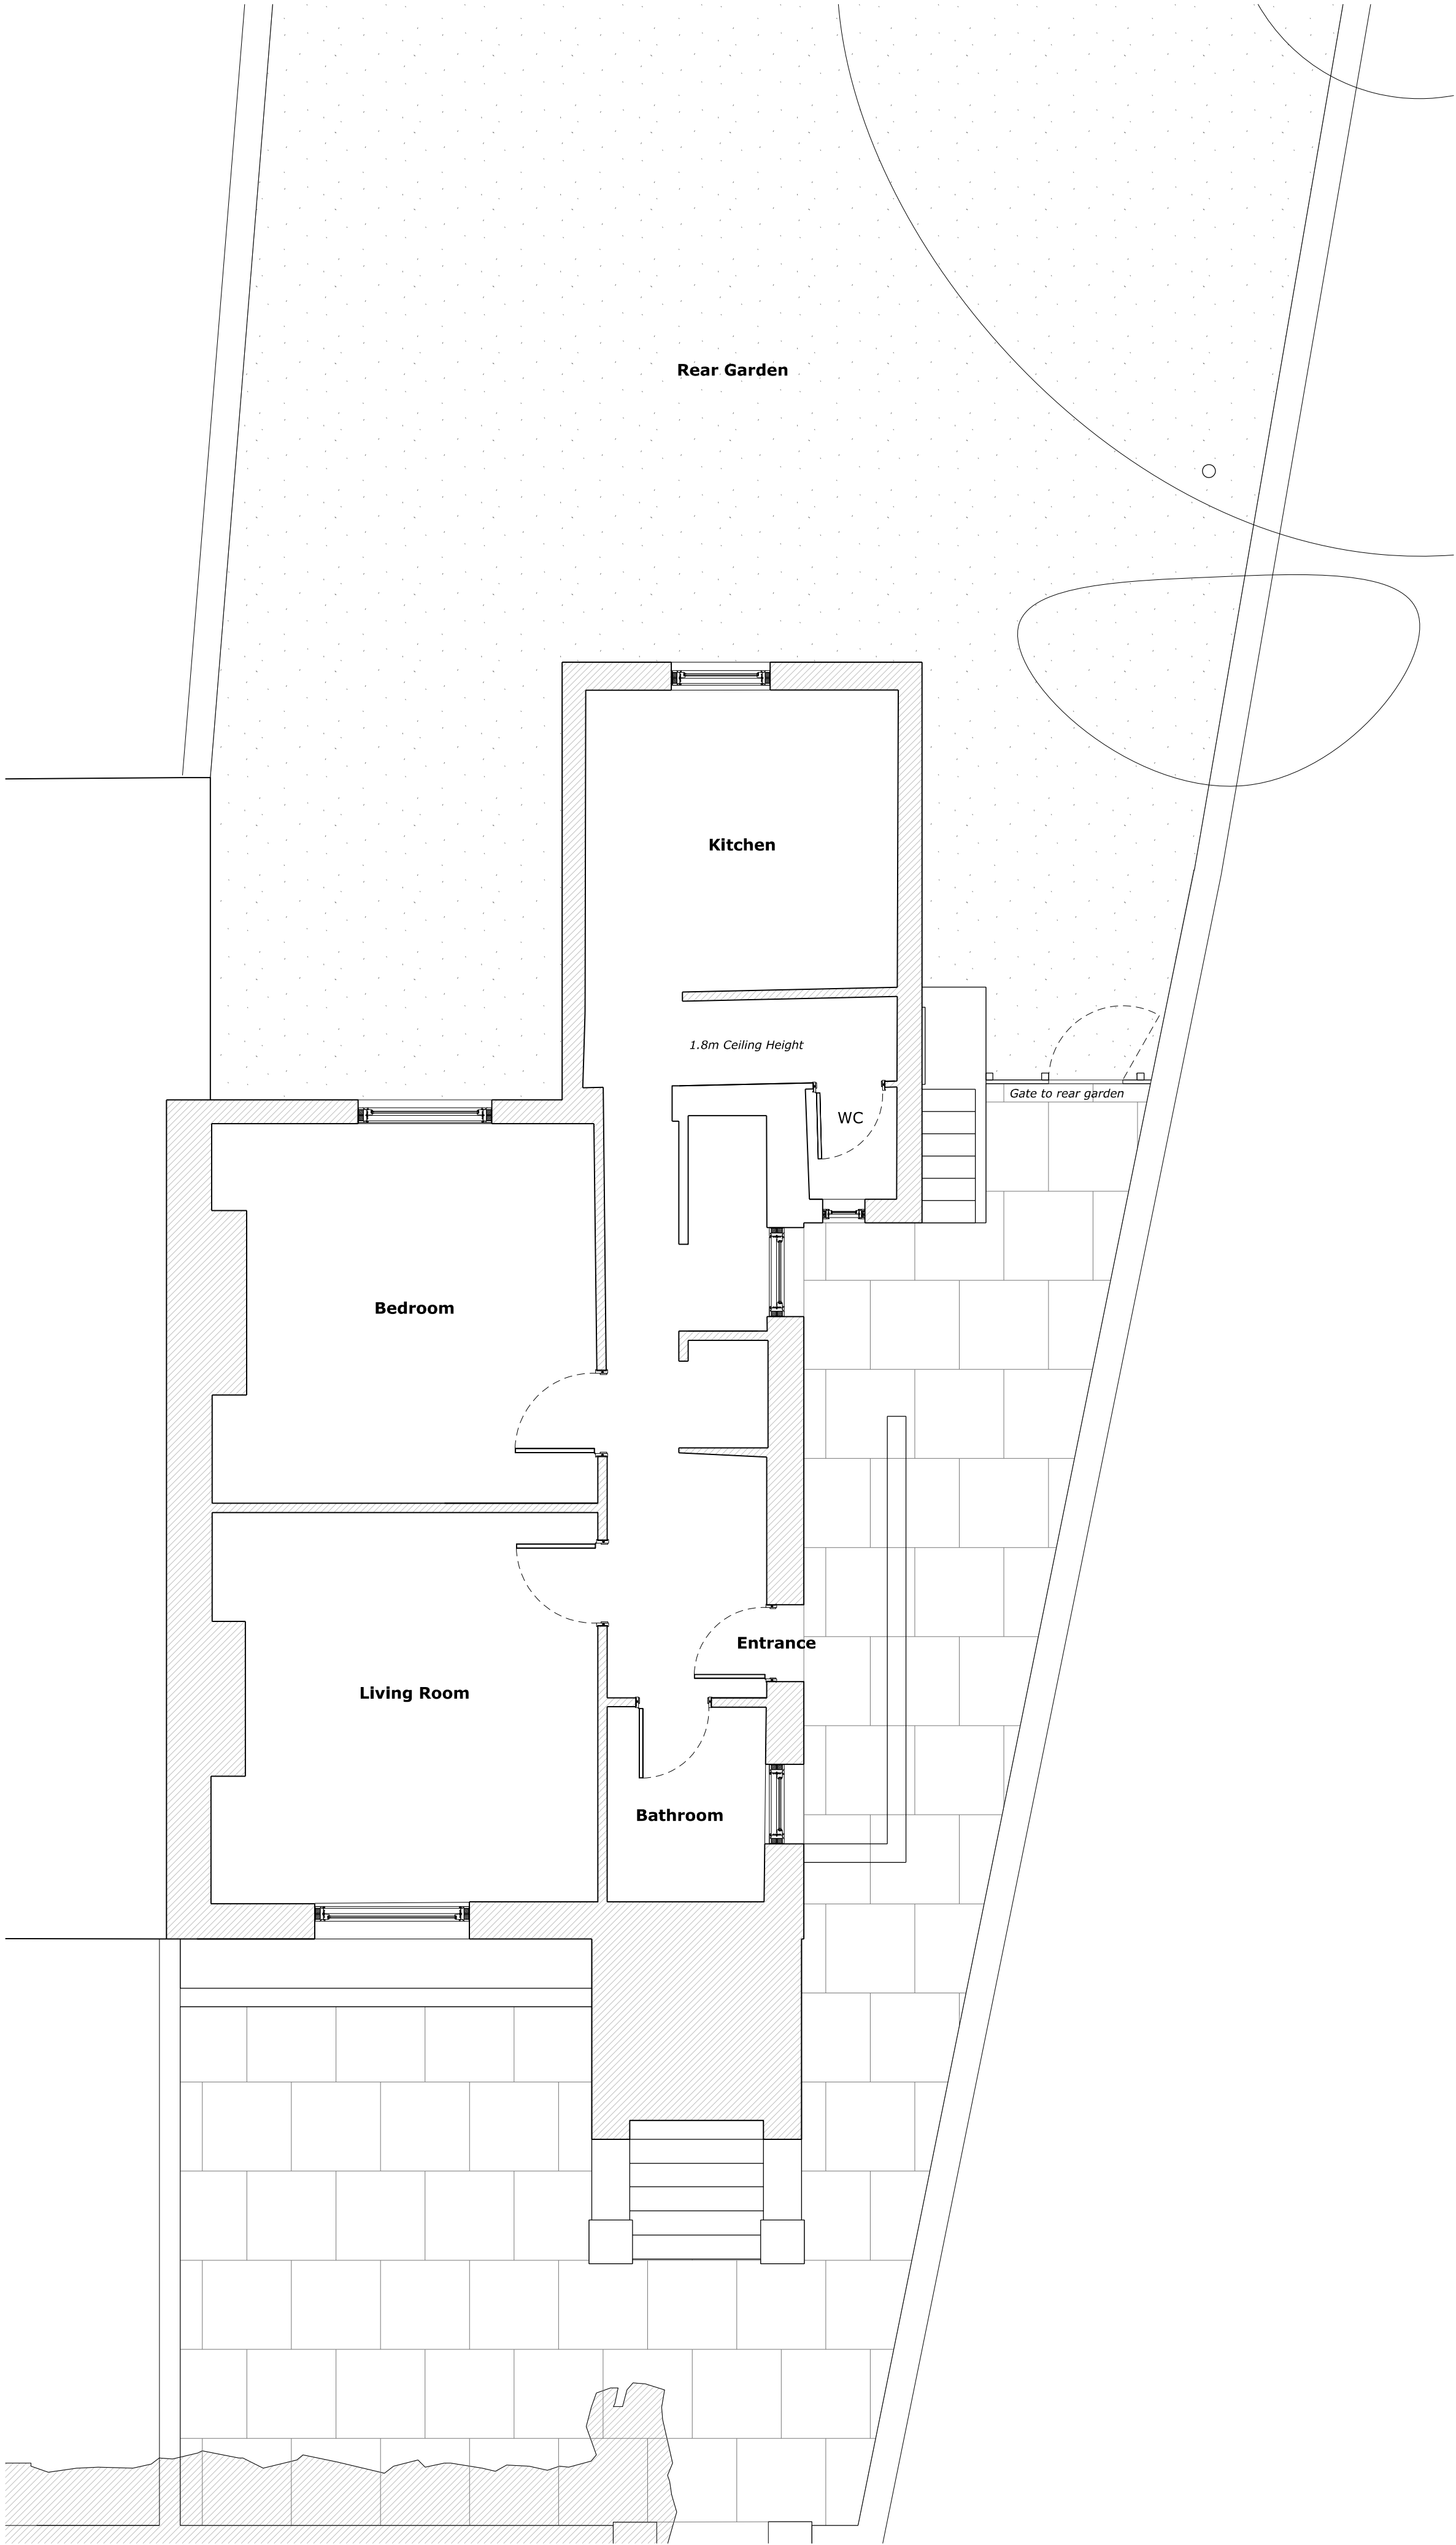 Rear Garden
Kitchen
1.8m Ceiling Height
Gate to rear garden
WC
Bedroom
Entrance
Living Room
Bathroom